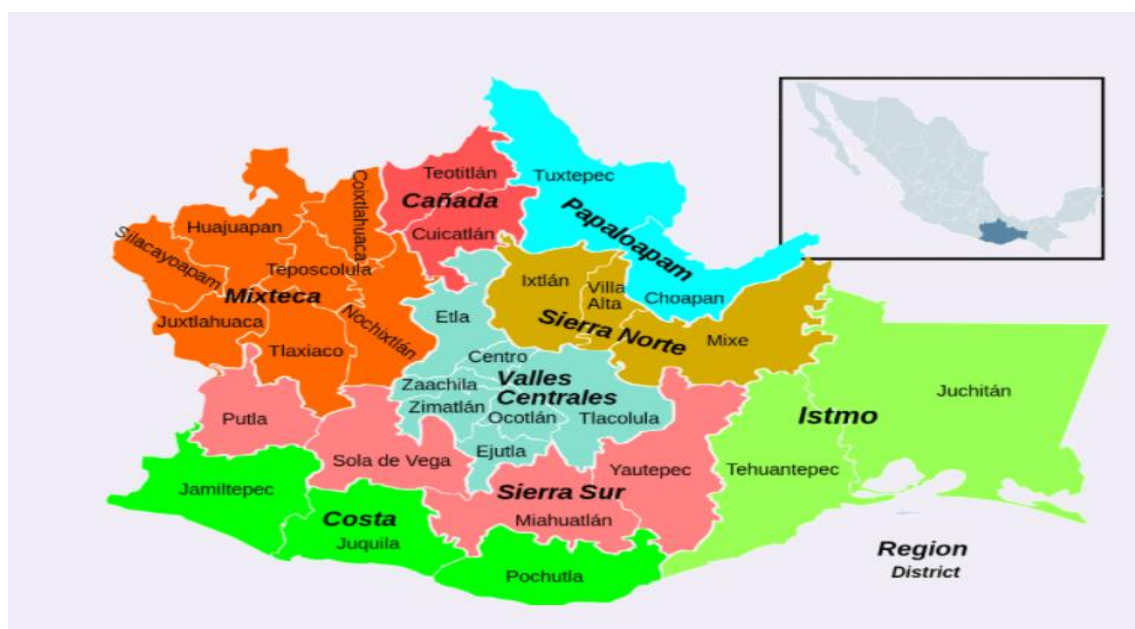 Teotitlán
Tuxtepec
Cañada
Coixtlahuaca
Papaloapam
Huajuapan
Cuicatlán
Silacayoapam
Teposcolula
Ixtlán
Villa
Alta
Choapan
Mixteca
Etla
Sierra Norte
Juxtlahuaca
Nochixtlán
Mixe
Tlaxiaco
Centro
Valles
Centrales
Zaachila
Juchitán
Zimatlán
Ocotlán
Tlacolula
Istmo
Putla
Ejutla
Sola de Vega
Yautepec
Tehuantepec
Jamiltepec
Sierra Sur
Costa
Miahuatlán
Juquila
Region
District
Pochutla